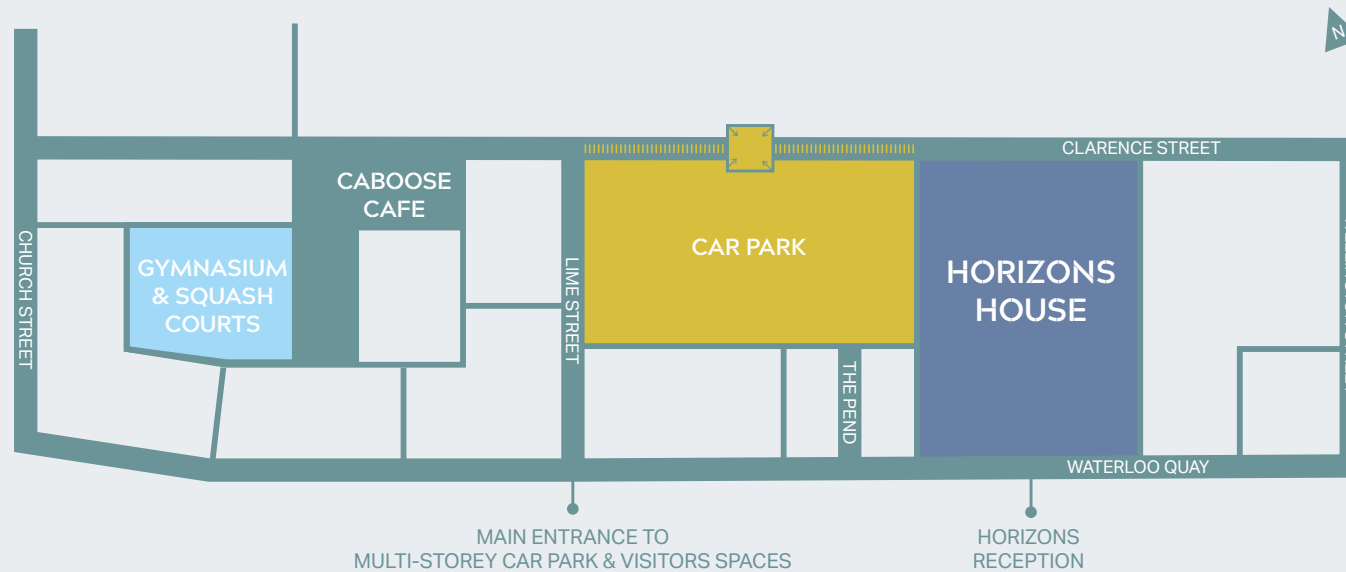 N
CLARENCE STREET
CABOOSE
CAFE
CHURCH STREET
GYMNASIUM
& SQUASH
COURTS
LIME STREET
CAR PARK
HORIZONS
HOUSE
THE PEND
WATERLOO QUAY
MAIN ENTRANCE TO
MULTI-STOREY CAR PARK & VISITORS SPACES
HORIZONS
RECEPTION